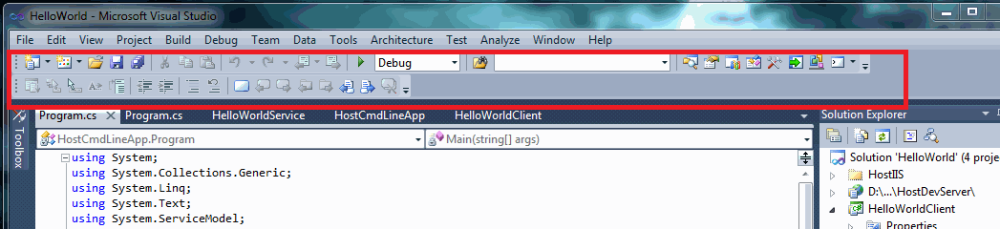 HelloWorld - Microsoft Visual Studio
File Edit View Project Build Debug Team Data Tools Architecture Test Analyze Window Help
Debug
Program.cs Program.cs HelloWorldService HostCmdLineApp HelloWorldClient
Solution Explorer
Toolbox
HostCmdLineApp.Program Main(string[] args)
using System;
using System.Collections.Generic;
using System.Linq;
using System.Text;
using System.ServiceModel;
Solution 'HelloWorld' (4 proje
HostIIS
D:\...\HostDevServer\
HelloWorldClient
Properties